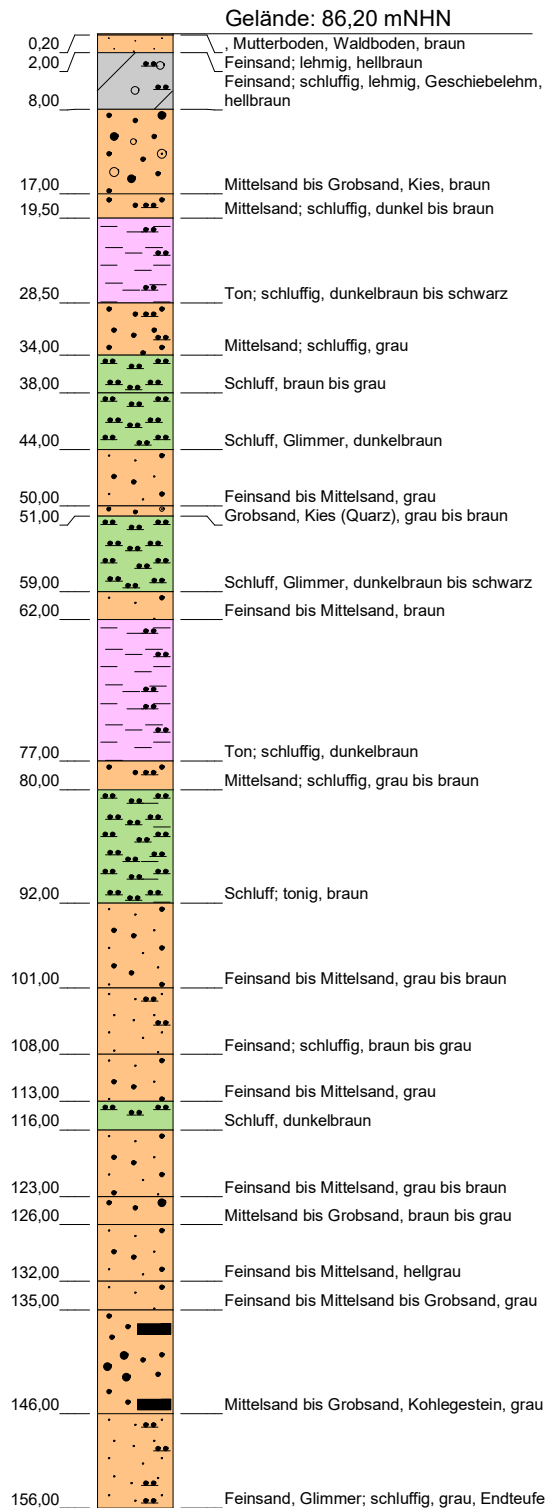 Gelände: 86,20 mNHN
0,20 , Mutterboden, Waldboden, braun
2,00 Feinsand; lehmig, hellbraun
Feinsand; schluffig, lehmig, Geschiebelehm,
8,00 hellbraun
17,00 Mittelsand bis Grobsand, Kies, braun
19,50 Mittelsand; schluffig, dunkel bis braun
28,50 Ton; schluffig, dunkelbraun bis schwarz
34,00 Mittelsand; schluffig, grau
38,00 Schluff, braun bis grau
44,00 Schluff, Glimmer, dunkelbraun
50,00 Feinsand bis Mittelsand, grau
51,00 Grobsand, Kies (Quarz), grau bis braun
59,00 Schluff, Glimmer, dunkelbraun bis schwarz
62,00 Feinsand bis Mittelsand, braun
77,00 Ton; schluffig, dunkelbraun
80,00 Mittelsand; schluffig, grau bis braun
92,00 Schluff; tonig, braun
101,00 Feinsand bis Mittelsand, grau bis braun
108,00 Feinsand; schluffig, braun bis grau
113,00 Feinsand bis Mittelsand, grau
116,00 Schluff, dunkelbraun
123,00 Feinsand bis Mittelsand, grau bis braun
126,00 Mittelsand bis Grobsand, braun bis grau
132,00 Feinsand bis Mittelsand, hellgrau
135,00 Feinsand bis Mittelsand bis Grobsand, grau
146,00 Mittelsand bis Grobsand, Kohlegestein, grau
156,00 Feinsand, Glimmer; schluffig, grau, Endteufe